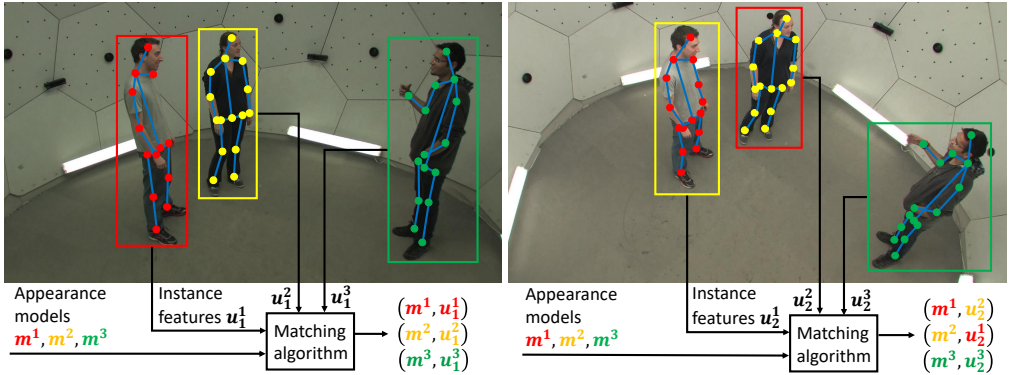 Appearance models m¹, m², m³
Instance features u₁¹
u₁²
u₁³
Matching algorithm
(m¹, u₁¹)
(m², u₁²)
(m³, u₁³)
Appearance models m¹, m², m³
Instance features u₂¹
u₂²
u₂³
Matching algorithm
(m¹, u₂²)
(m², u₂¹)
(m³, u₂³)